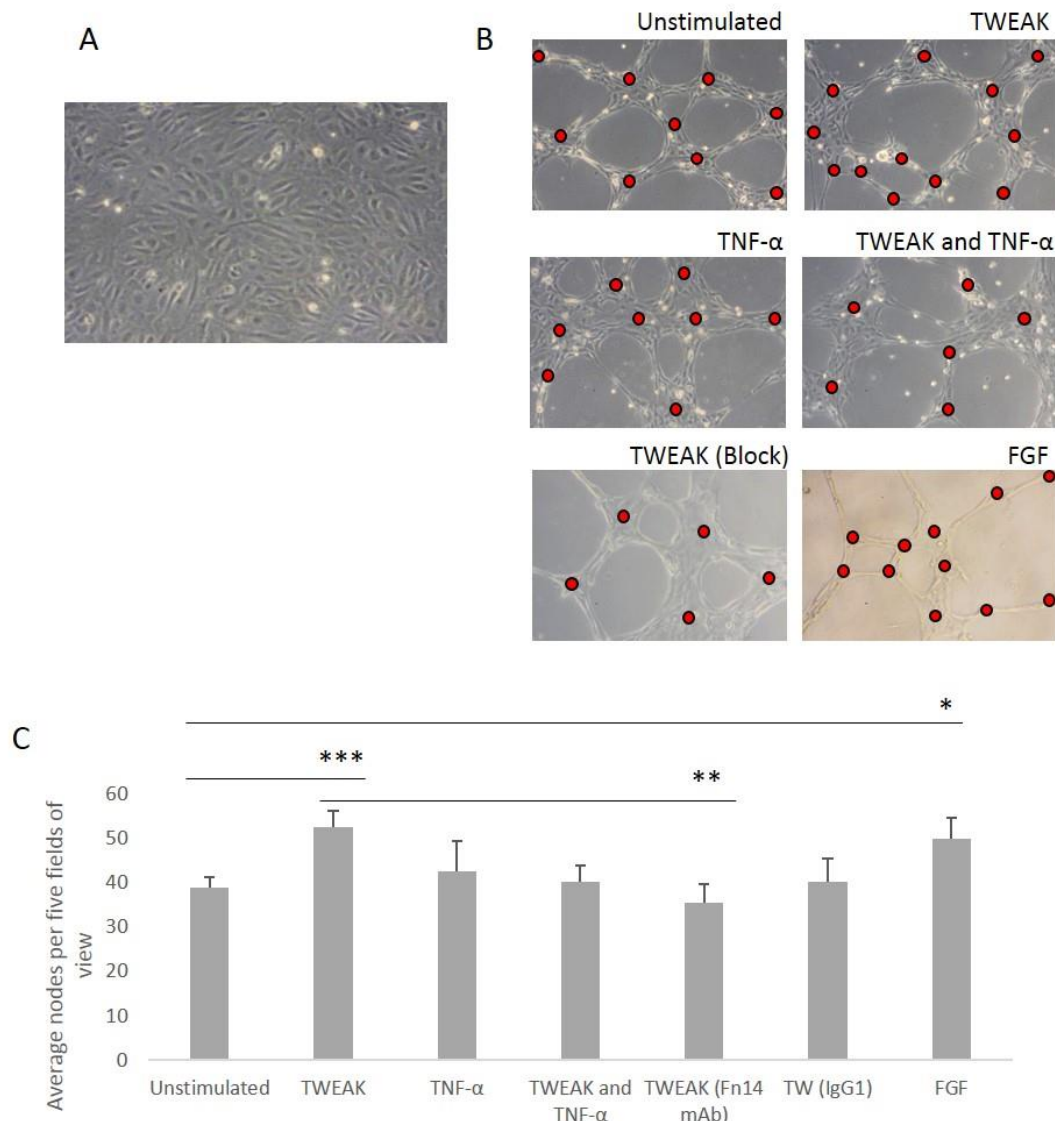 A
B
Unstimulated
TWEAK
TNF-α
TWEAK and TNF-α
TWEAK (Block)
FGF
C
*
***
**
Average nodes per five fields of
view
60
50
40
30
20
10
0
Unstimulated
TWEAK
TNF-α
TWEAK and
TNF-α
TWEAK (Fn14
mAb)
TW (IgG1)
FGF